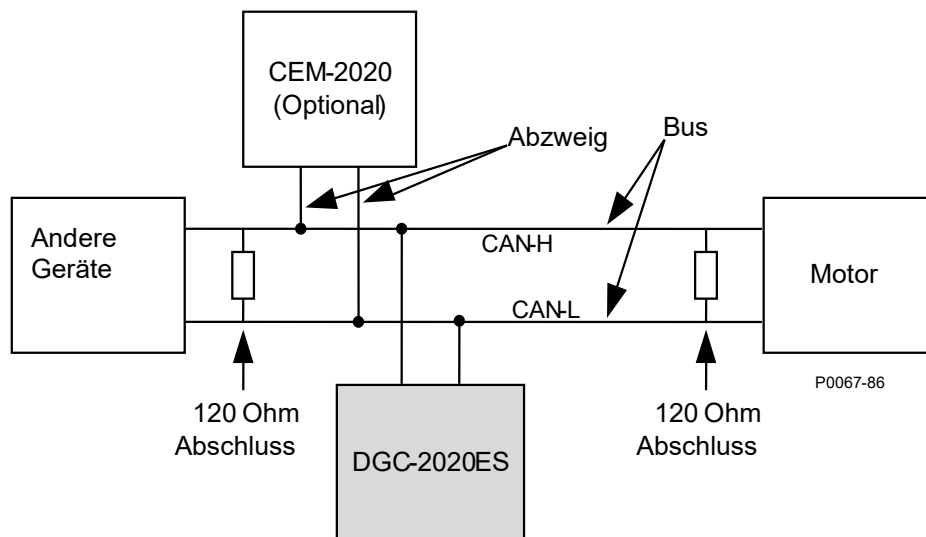 CEM-2020
(Optional)
Abzweig
Bus
Andere
Geräte
CAN-H
Motor
CAN-L
P0067-86
120 Ohm
Abschluss
120 Ohm
Abschluss
DGC-2020ES